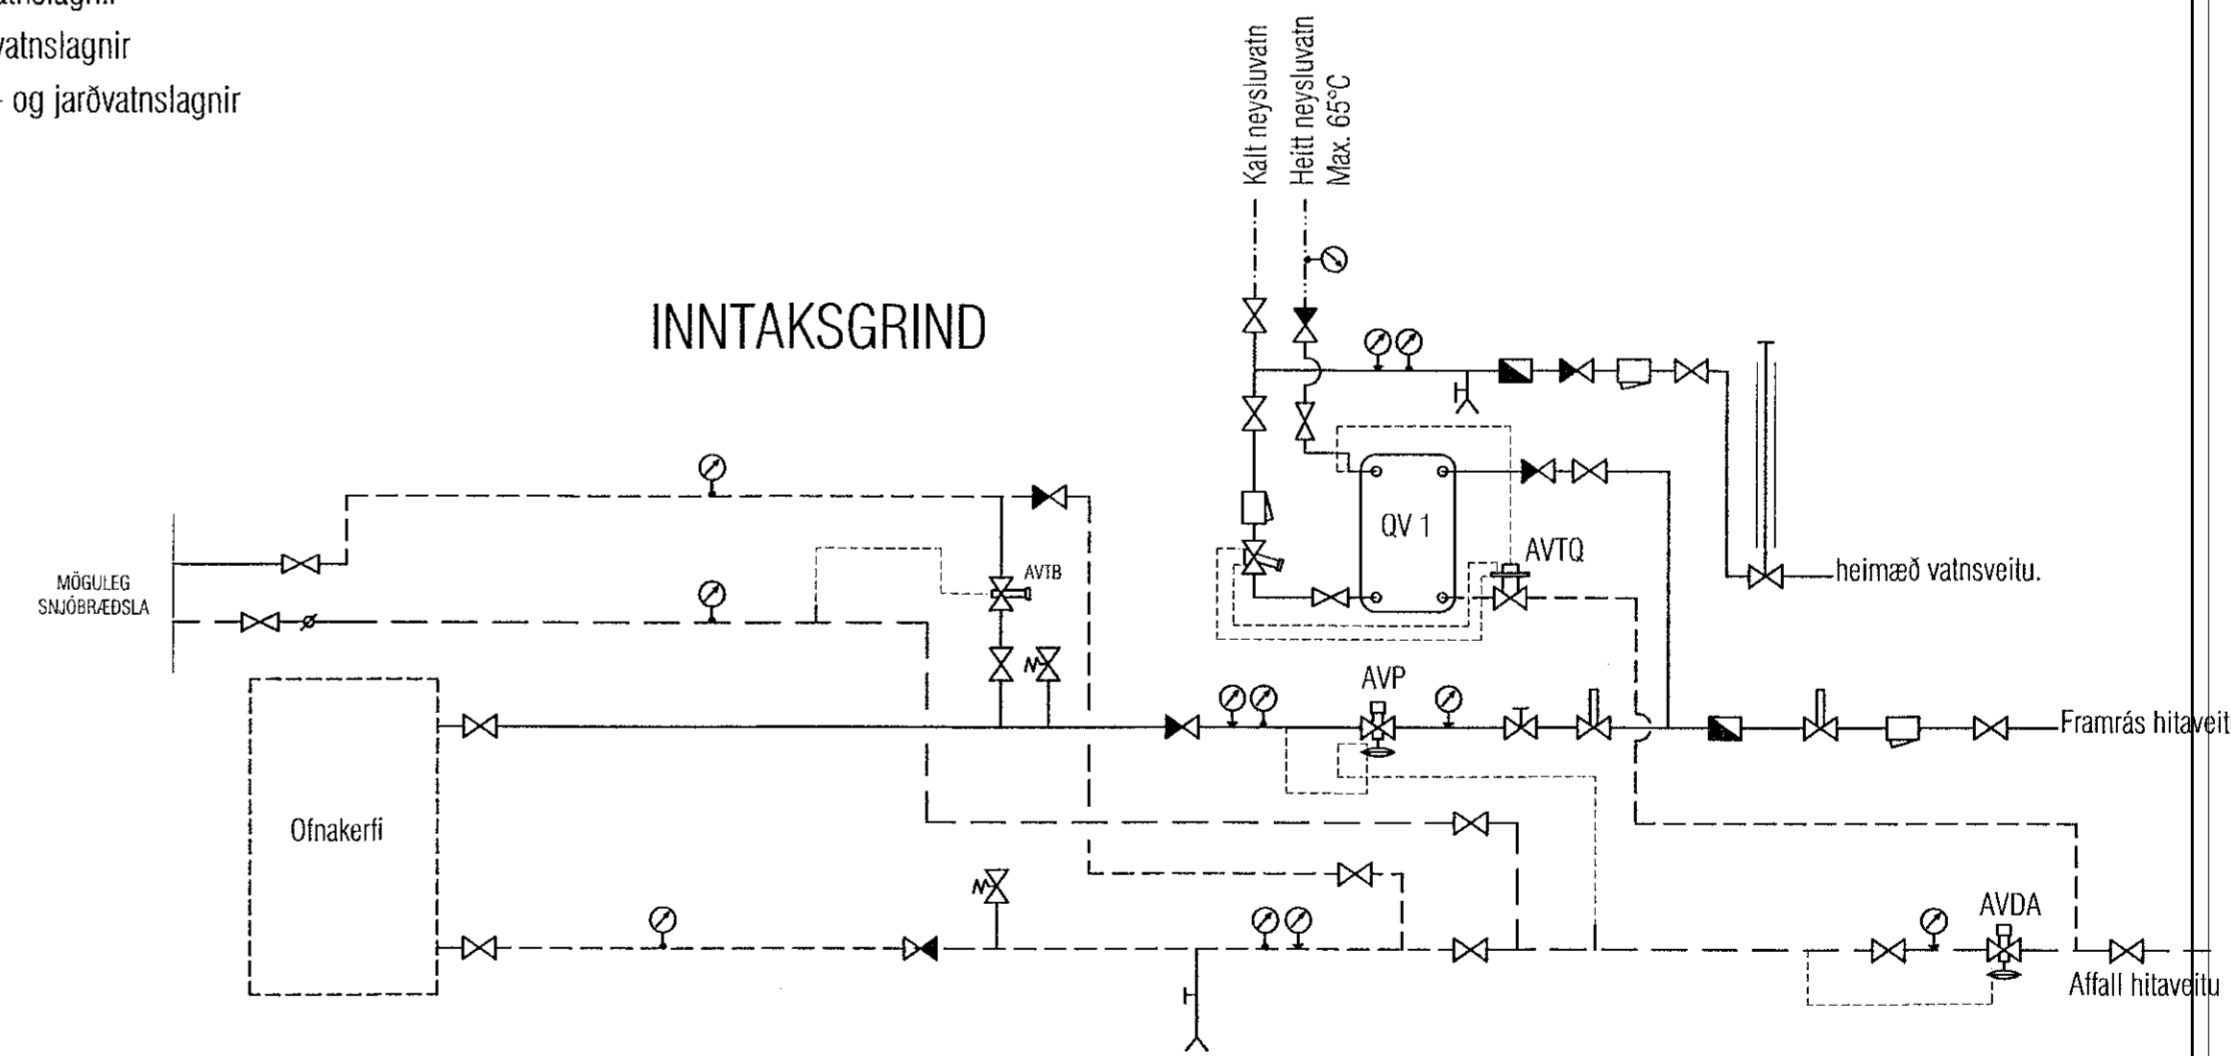 vatnslagnir
- og jarðvatnslagnir
Kalt neysluvatn
Heitt neysluvatn
Max. 65°C
INNTAKSGRIND
QV 1
AVTQ
heimæð vatnsveitu.
AVTB
MÖGULEG
SNJÓBRÆÐSLA
AVP
Framrás hitaveit
Ofnakerfi
AVDA
Affall hitaveitu